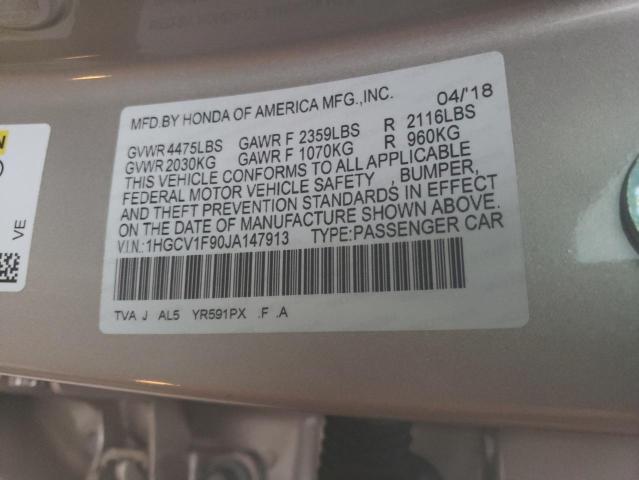 MFD.BY HONDA OF AMERICA MFG.,INC. 04/'18
GVWR 4475LBS GAWR F 2359LBS R 2116LBS
GVWR 2030KG GAWR F 1070KG R 960KG
THIS VEHICLE CONFORMS TO ALL APPLICABLE
FEDERAL MOTOR VEHICLE SAFETY , BUMPER,
AND THEFT PREVENTION STANDARDS IN EFFECT
ON THE DATE OF MANUFACTURE SHOWN ABOVE.
V.I.N.:1HGCV1F90JA147913 TYPE:PASSENGER CAR
TVA J AL5 YR591PX .F .A
VE